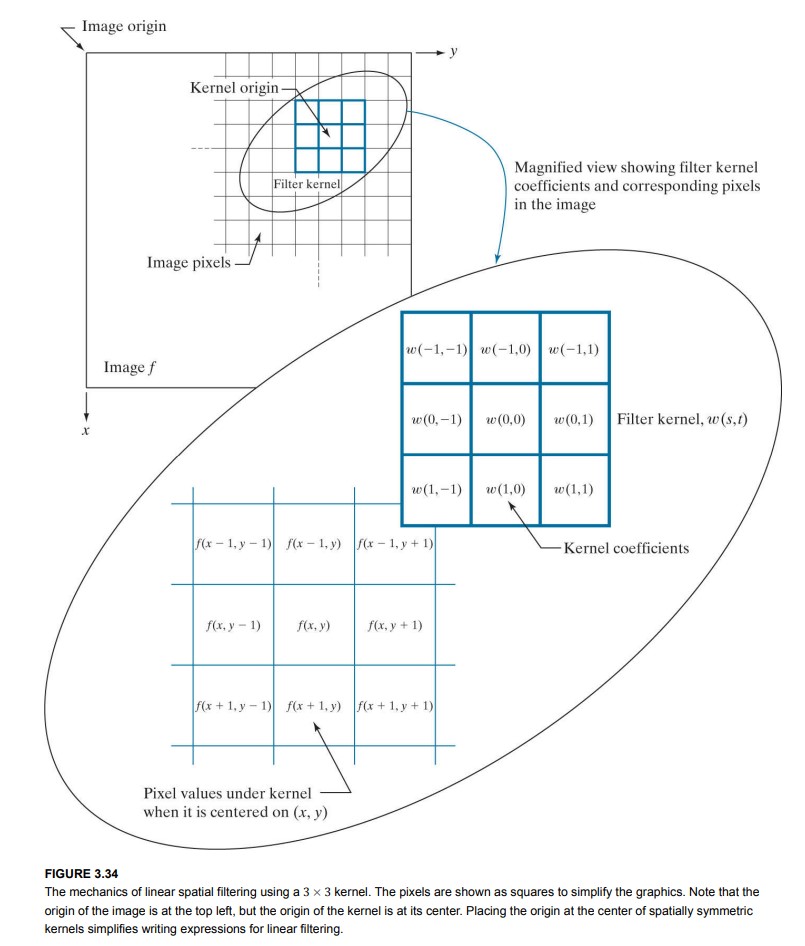 Image origin
y
Kernel origin
Filter kernel
Magnified view showing filter kernel
coefficients and corresponding pixels
in the image
Image pixels
Image f
x
w(−1,−1) w(−1,0) w(−1,1)
w(0,−1) w(0,0) w(0,1) Filter kernel, w(s,t)
w(1,−1) w(1,0) w(1,1)
Kernel coefficients
f(x − 1, y − 1) f(x − 1, y) f(x − 1, y + 1)
f(x, y − 1) f(x, y) f(x, y + 1)
f(x + 1, y − 1) f(x + 1, y) f(x + 1, y + 1)
Pixel values under kernel
when it is centered on (x, y)
FIGURE 3.34
The mechanics of linear spatial filtering using a 3 × 3 kernel. The pixels are shown as squares to simplify the graphics. Note that the
origin of the image is at the top left, but the origin of the kernel is at its center. Placing the origin at the center of spatially symmetric
kernels simplifies writing expressions for linear filtering.